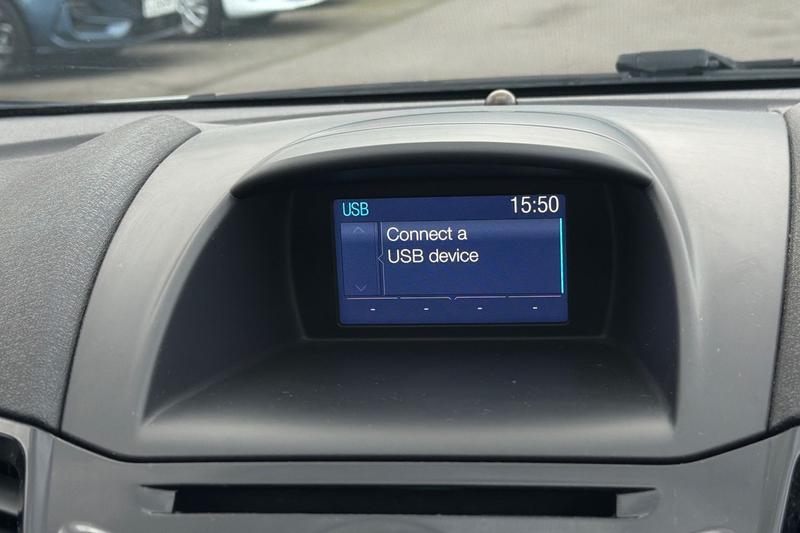 USB 15:50
Connect a
USB device
- - - -